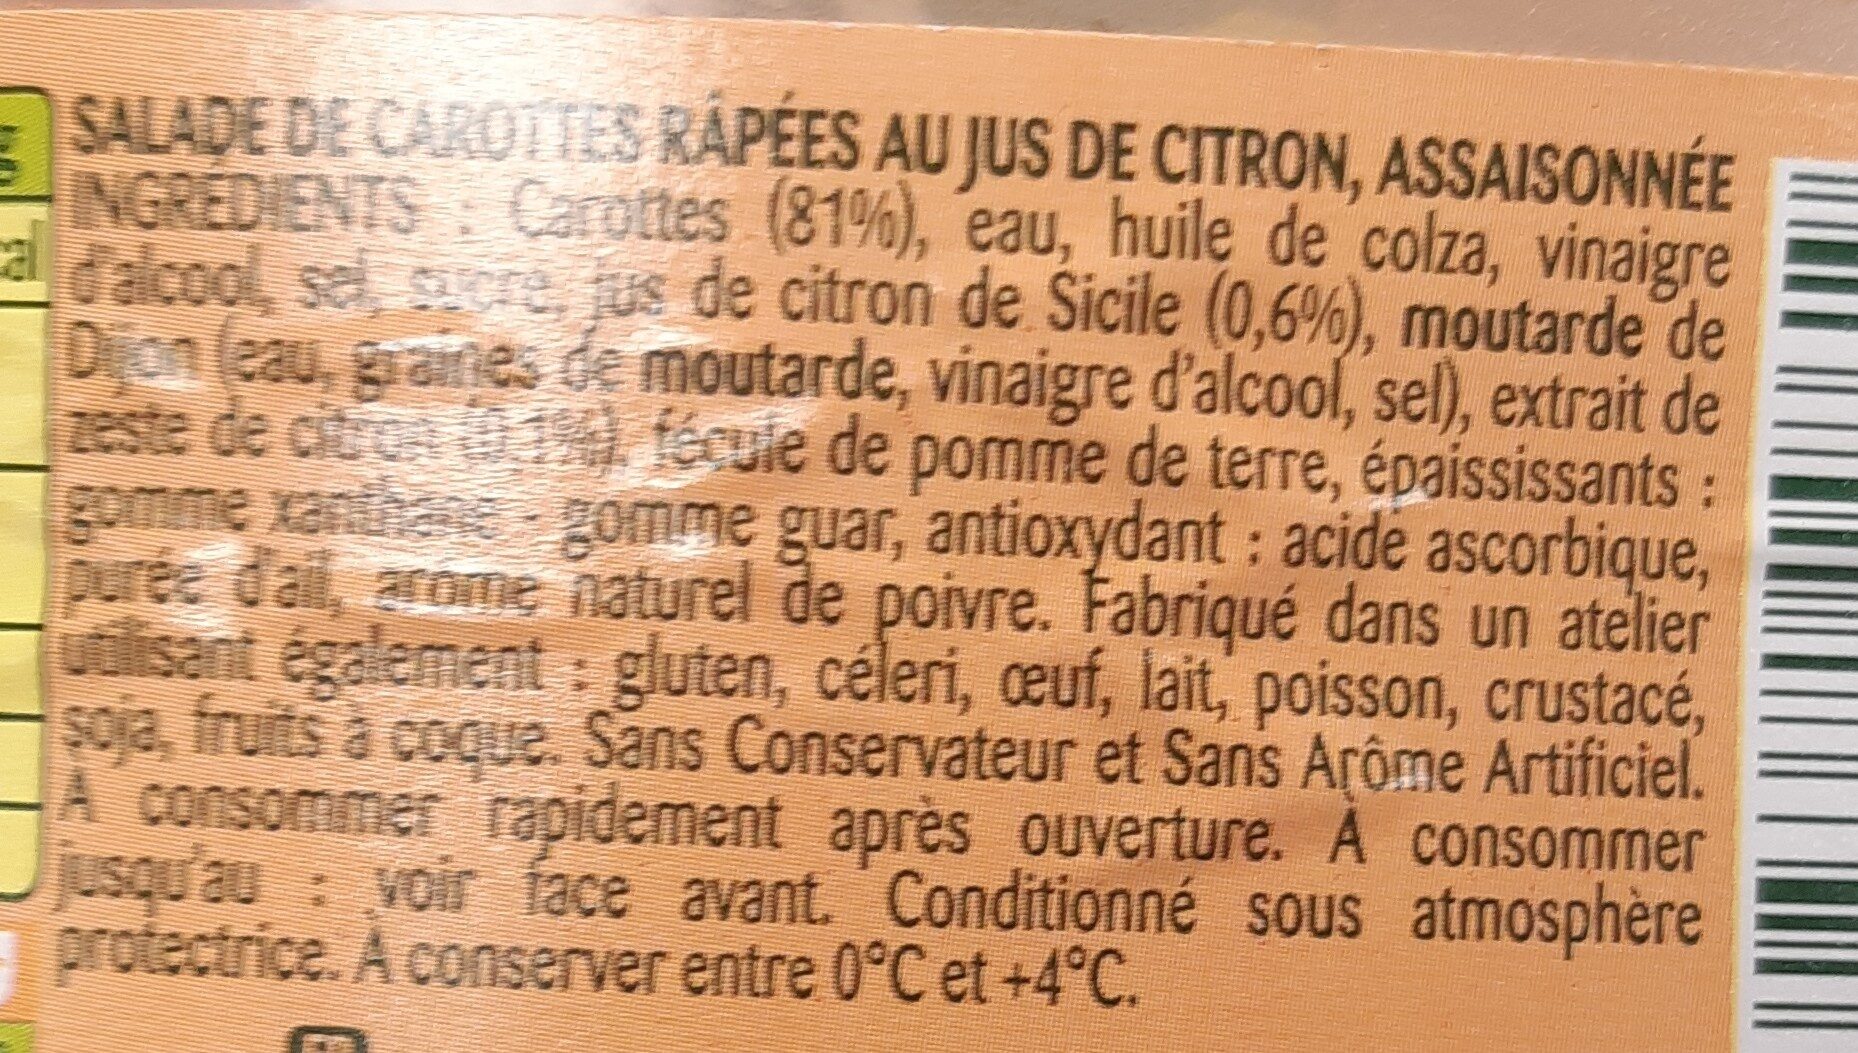 SALADE DE CAROTTES RÂPÉES AU JUS DE CITRON, ASSAISONNÉE
INGREDIENTS : Carottes (81%), eau, huile de colza, vinaigre
d'alcool, sel, sucre, jus de citron de Sicile (0,6%), moutarde de
Dijon (eau, graines de moutarde, vinaigre d'alcool, sel), extrait de
zeste de citron (0,1%), fécule de pomme de terre, épaississants :
gomme xanthane - gomme guar, antioxydant : acide ascorbique,
purée d'ail, arôme naturel de poivre. Fabriqué dans un atelier
utilisant également : gluten, céleri, œuf, lait, poisson, crustacé,
soja, fruits à coque. Sans Conservateur et Sans Arôme Artificiel.
À consommer rapidement après ouverture. À consommer
jusqu'au : voir face avant. Conditionné sous atmosphère
protectrice. À conserver entre 0°C et +4°C.